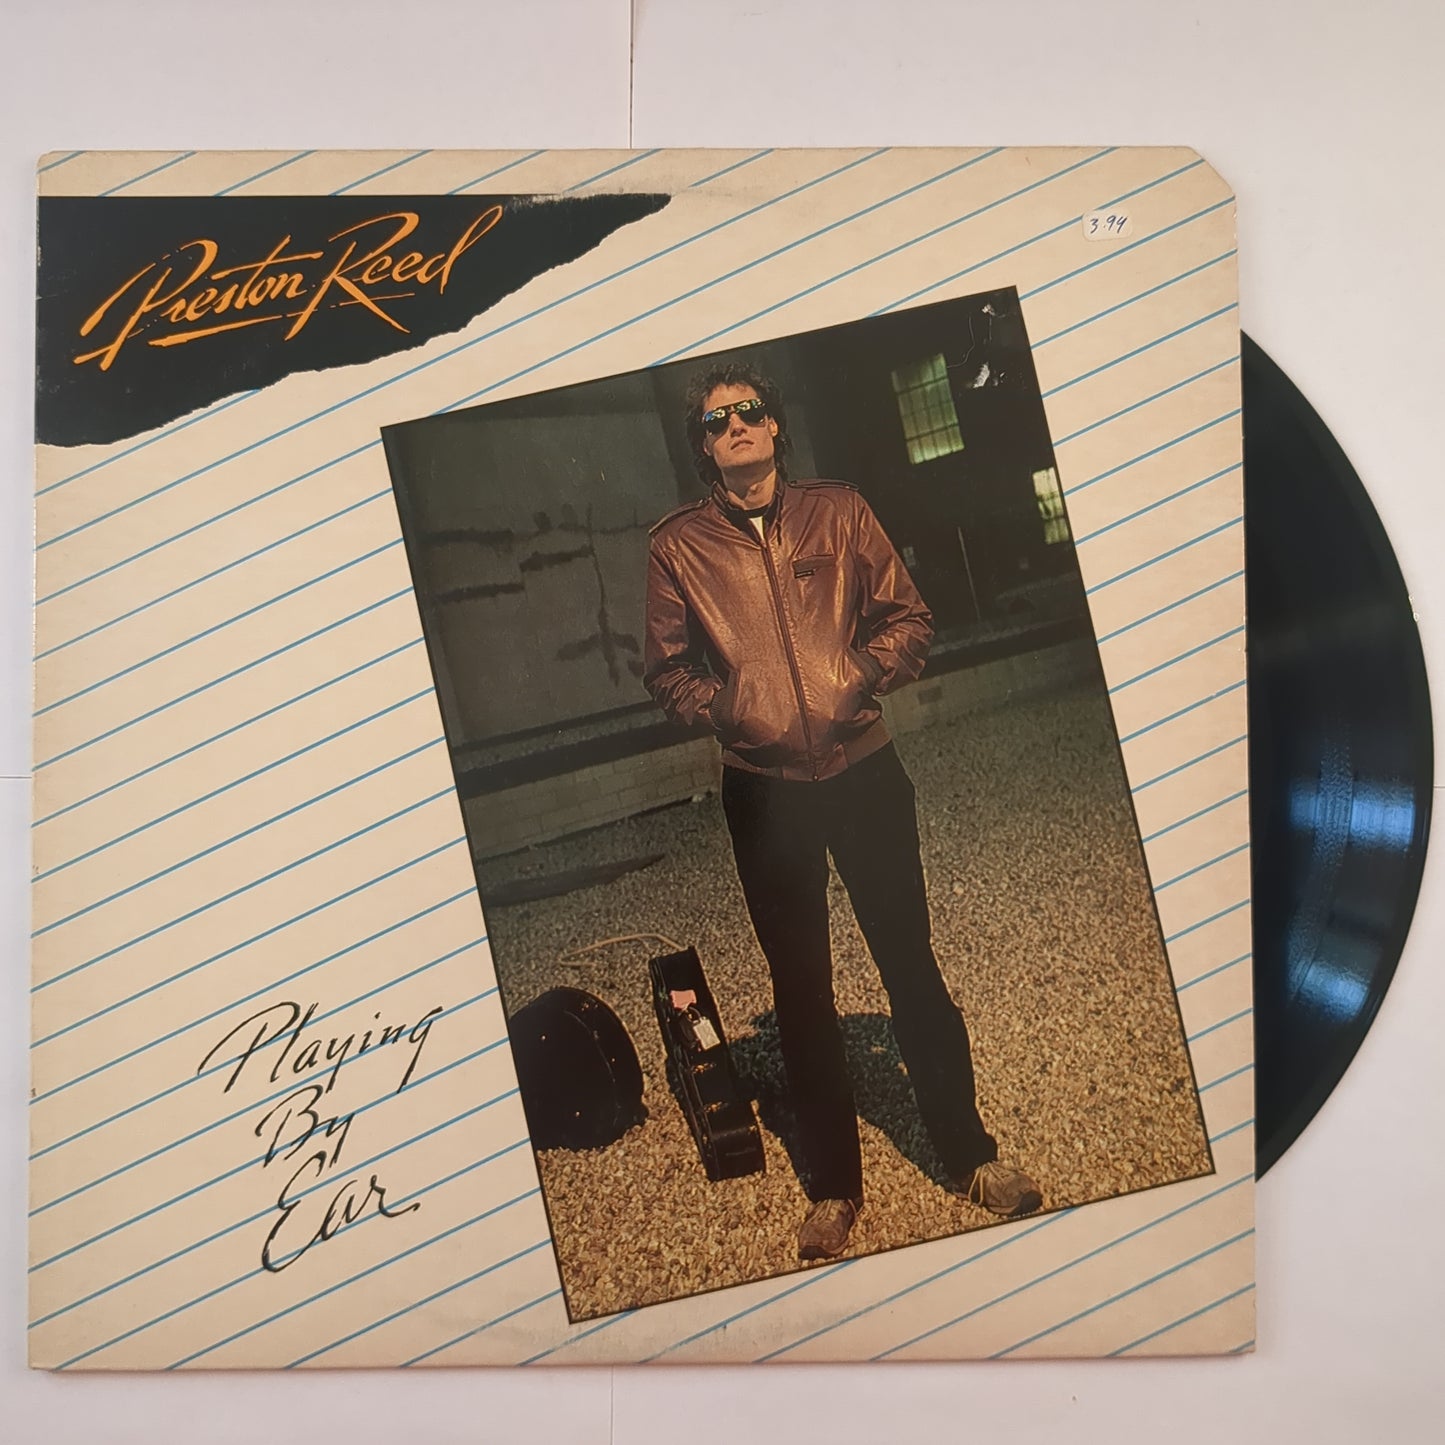 Preston Reed
3.94
Playing
By
Ear